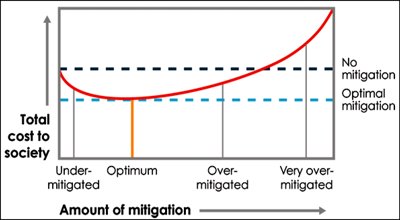 No
mitigation
Optimal
mitigation
Total
cost to
society
Under-
mitigated
Optimum
Over-
mitigated
Very over-
mitigated
Amount of mitigation